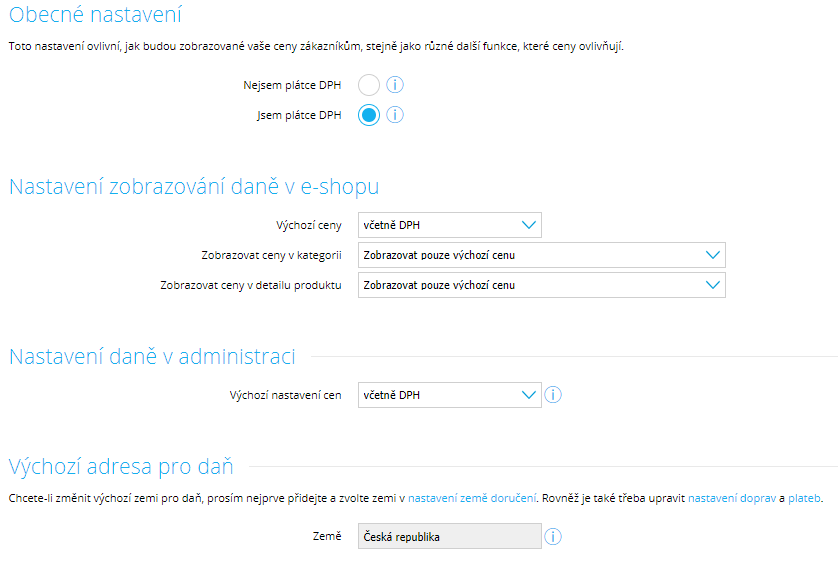 Obecné nastavení
Toto nastavení ovlivní, jak budou zobrazované vaše ceny zákazníkům, stejně jako různé další funkce, které ceny ovlivňují.
Nejsem plátce DPH
Jsem plátce DPH
Nastavení zobrazování daně v e-shopu
Výchozí ceny včetně DPH
Zobrazovat ceny v kategorii Zobrazovat pouze výchozí cenu
Zobrazovat ceny v detailu produktu Zobrazovat pouze výchozí cenu
Nastavení daně v administraci
Výchozí nastavení cen včetně DPH
Výchozí adresa pro daň
Chcete-li změnit výchozí zemi pro daň, prosím nejprve přidejte a zvolte zemi v nastavení země doručení. Rovněž je také třeba upravit nastavení doprav a plateb.
Země Česká republika